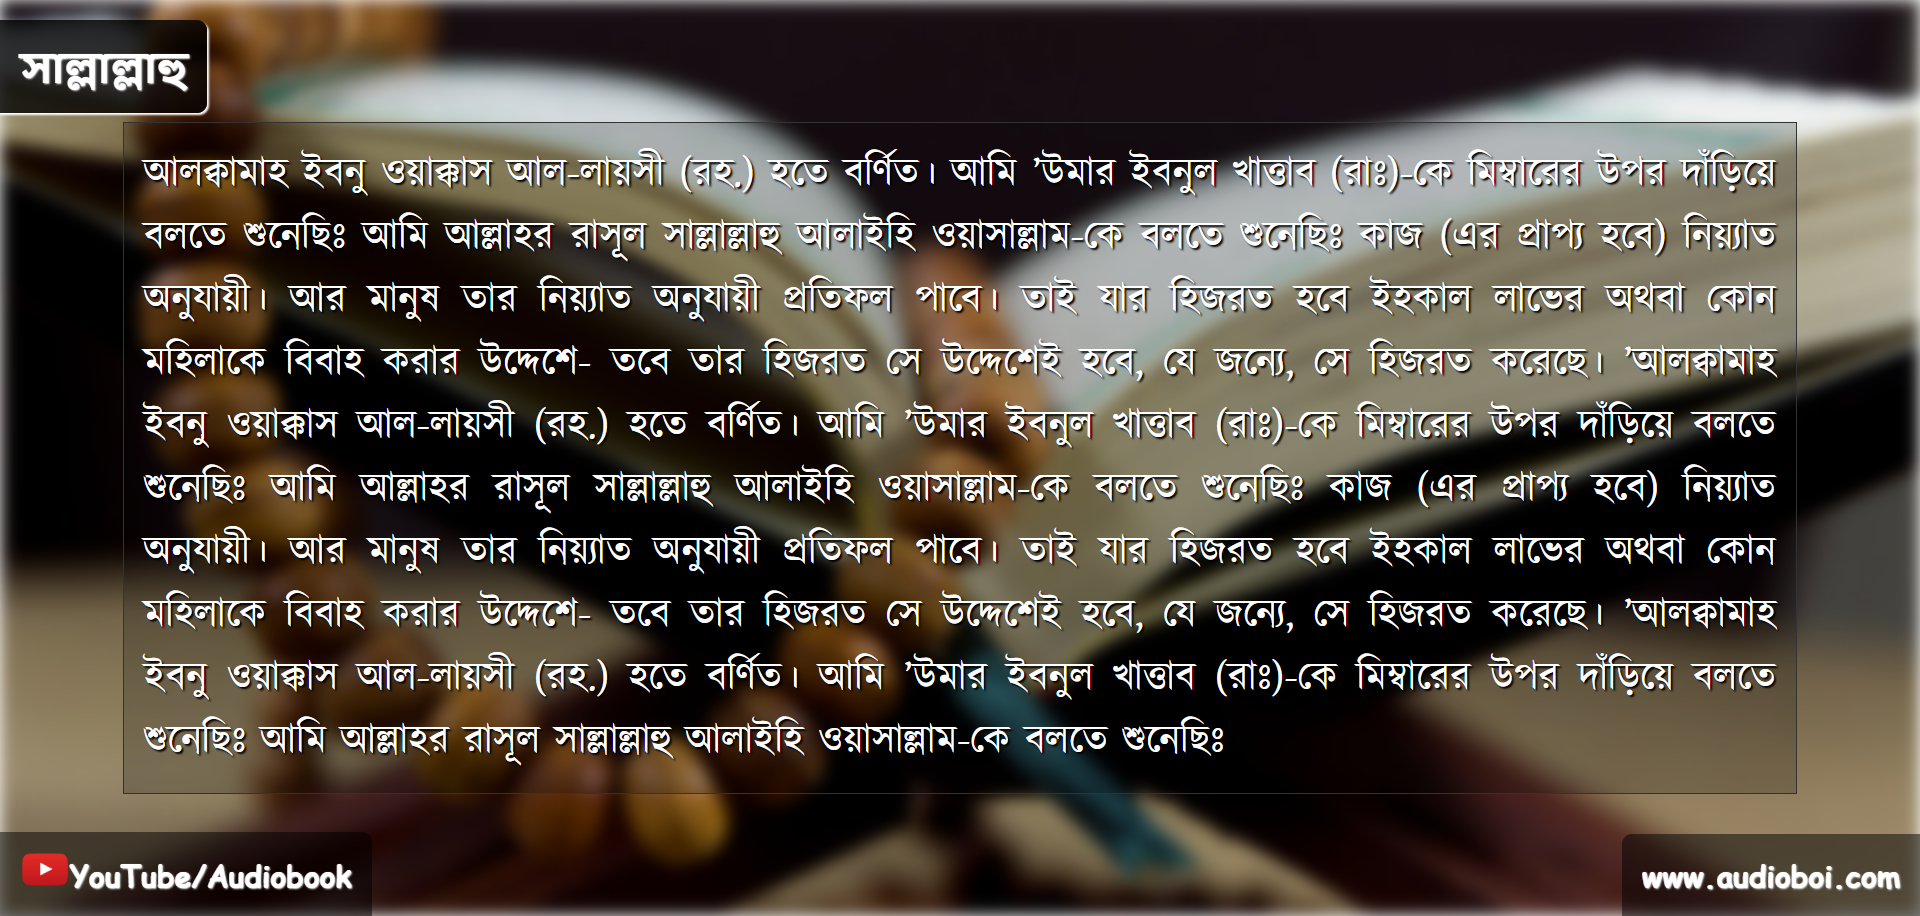 সাল্লাল্লাহু
আলক্বামাহ ইবনু ওয়াক্কাস আল-লায়সী (রহ.) হতে বর্ণিত। আমি ’উমার ইবনুল খাত্তাব (রাঃ)-কে মিম্বারের উপর দাঁড়িয়ে
বলতে শুনেছিঃ আমি আল্লাহর রাসূল সাল্লাল্লাহু আলাইহি ওয়াসাল্লাম-কে বলতে শুনেছিঃ কাজ (এর প্রাপ্য হবে) নিয়্যাত
অনুযায়ী। আর মানুষ তার নিয়্যাত অনুযায়ী প্রতিফল পাবে। তাই যার হিজরত হবে ইহকাল লাভের অথবা কোন
মহিলাকে বিবাহ করার উদ্দেশে- তবে তার হিজরত সে উদ্দেশেই হবে, যে জন্যে, সে হিজরত করেছে। ’আলক্বামাহ
ইবনু ওয়াক্কাস আল-লায়সী (রহ.) হতে বর্ণিত। আমি ’উমার ইবনুল খাত্তাব (রাঃ)-কে মিম্বারের উপর দাঁড়িয়ে বলতে
শুনেছিঃ আমি আল্লাহর রাসূল সাল্লাল্লাহু আলাইহি ওয়াসাল্লাম-কে বলতে শুনেছিঃ কাজ (এর প্রাপ্য হবে) নিয়্যাত
অনুযায়ী। আর মানুষ তার নিয়্যাত অনুযায়ী প্রতিফল পাবে। তাই যার হিজরত হবে ইহকাল লাভের অথবা কোন
মহিলাকে বিবাহ করার উদ্দেশে- তবে তার হিজরত সে উদ্দেশেই হবে, যে জন্যে, সে হিজরত করেছে। ’আলক্বামাহ
ইবনু ওয়াক্কাস আল-লায়সী (রহ.) হতে বর্ণিত। আমি ’উমার ইবনুল খাত্তাব (রাঃ)-কে মিম্বারের উপর দাঁড়িয়ে বলতে
শুনেছিঃ আমি আল্লাহর রাসূল সাল্লাল্লাহু আলাইহি ওয়াসাল্লাম-কে বলতে শুনেছিঃ
YouTube/Audiobook
www.audioboi.com